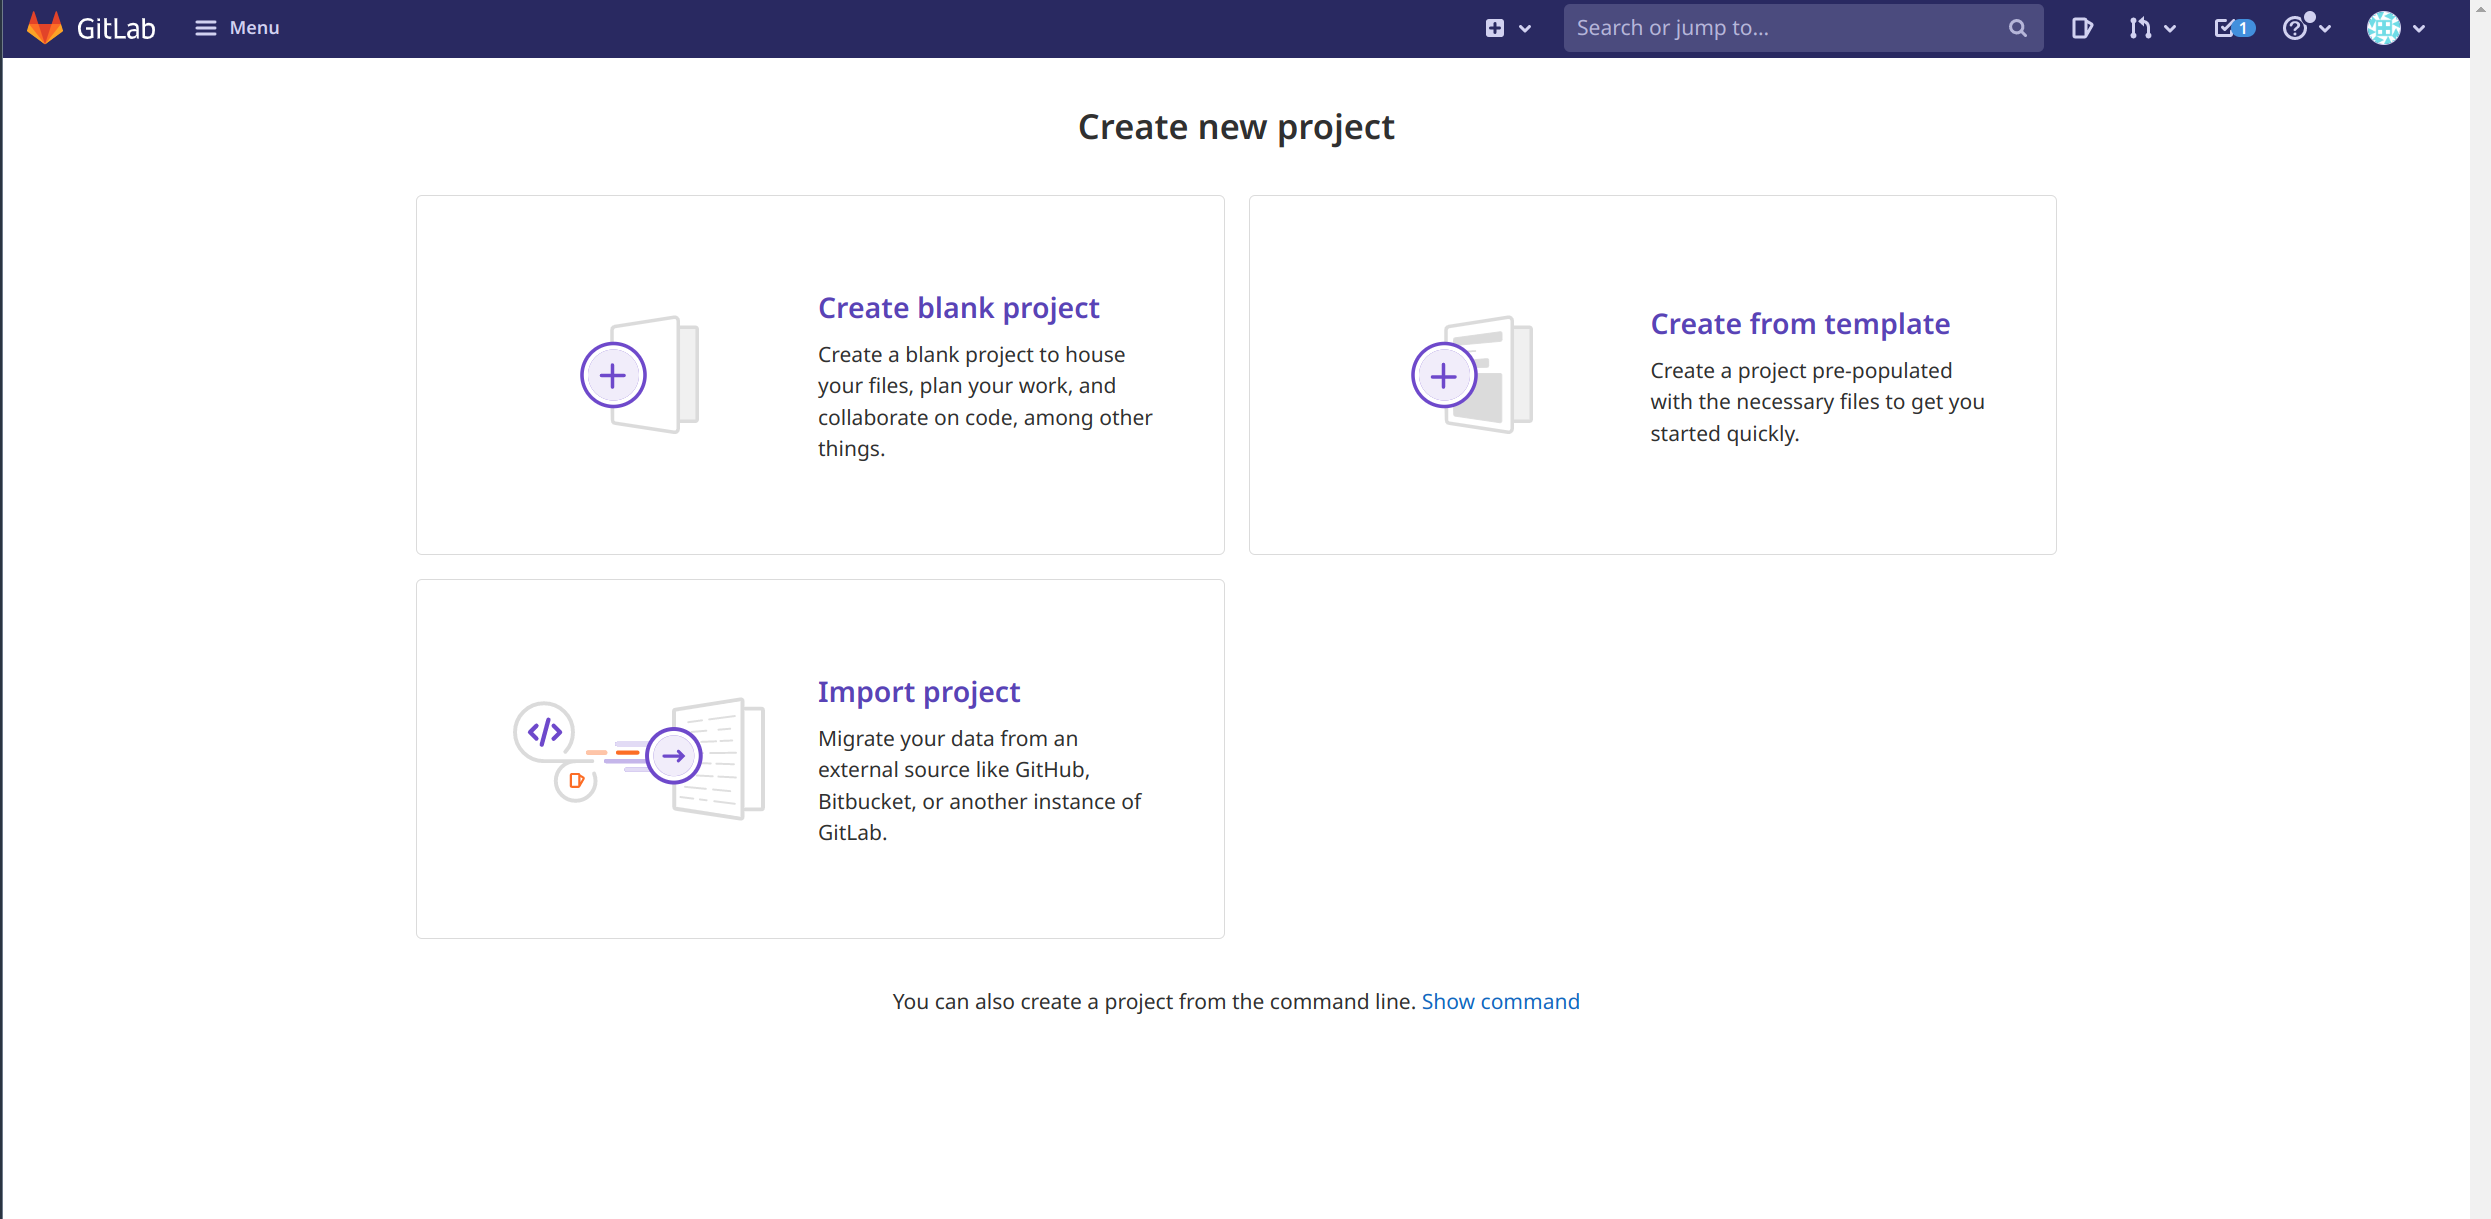 GitLab
Menu
Search or jump to...
1
Create new project
Create blank project
Create a blank project to house
your files, plan your work, and
collaborate on code, among other
things.
Create from template
Create a project pre-populated
with the necessary files to get you
started quickly.
Import project
Migrate your data from an
external source like GitHub,
Bitbucket, or another instance of
GitLab.
You can also create a project from the command line. Show command